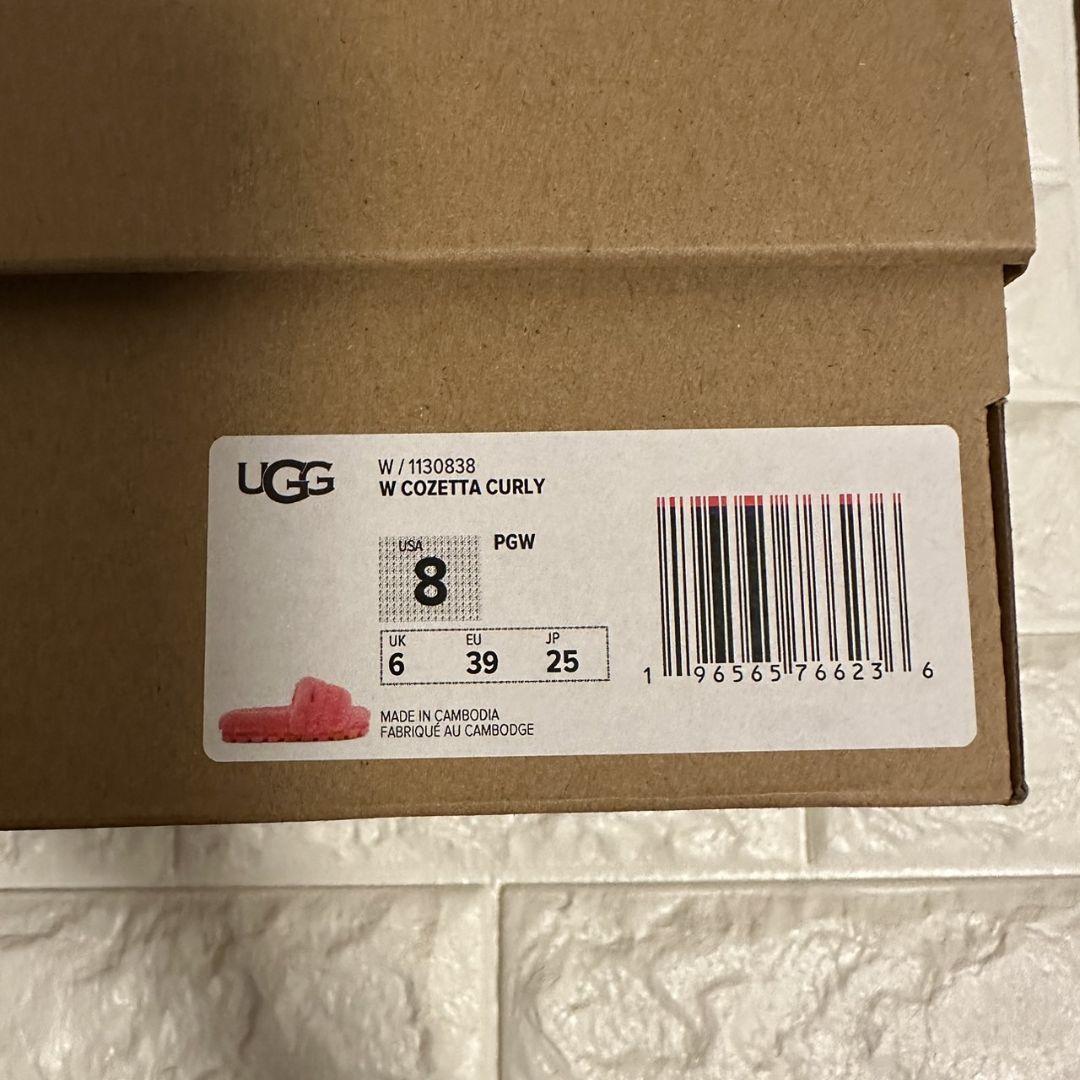 UGG
W / 1130838
W COZETTA CURLY
USA
8
PGW
UK EU JP
6 39 25
MADE IN CAMBODIA
FABRIQUÉ AU CAMBODGE
1 96565 76623 6